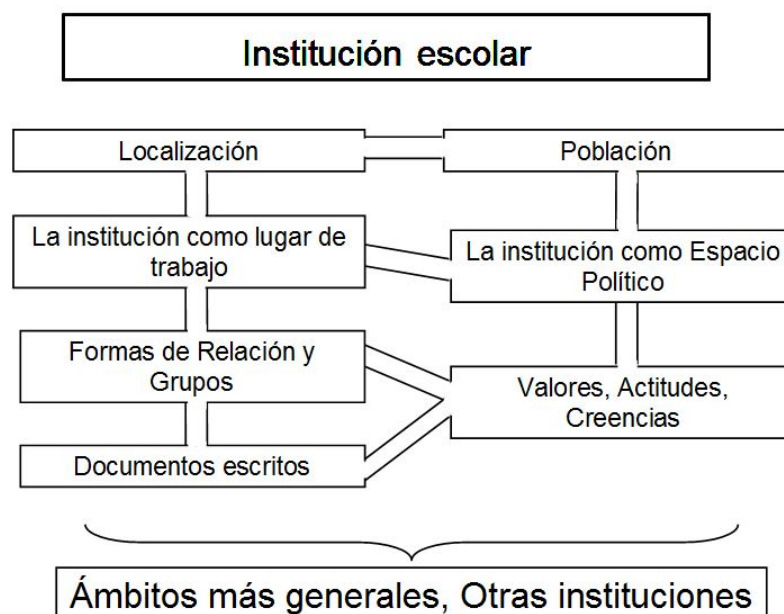 Institución escolar
Localización
Población
La institución como lugar de
trabajo
La institución como Espacio
Político
Formas de Relación y
Grupos
Valores, Actitudes,
Creencias
Documentos escritos
Ámbitos más generales, Otras instituciones